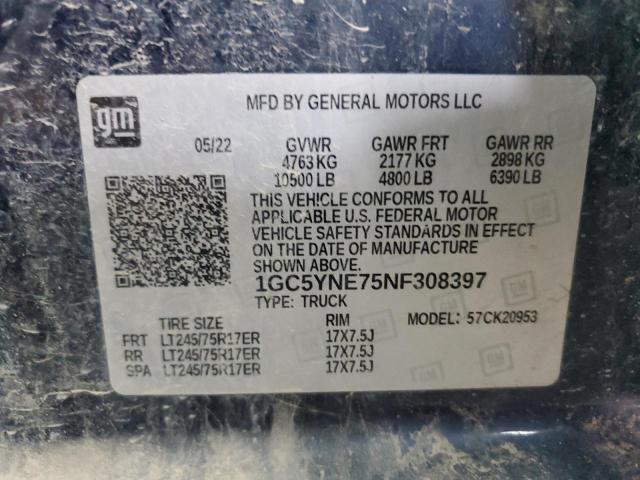 gm
MFD BY GENERAL MOTORS LLC
05/22 GVWR GAWR FRT GAWR RR
4763 KG 2177 KG 2898 KG
10500 LB 4800 LB 6390 LB
THIS VEHICLE CONFORMS TO ALL
APPLICABLE U.S. FEDERAL MOTOR
VEHICLE SAFETY STANDARDS IN EFFECT
ON THE DATE OF MANUFACTURE
SHOWN ABOVE.
1GC5YNE75NF308397
TYPE: TRUCK
TIRE SIZE RIM MODEL: 57CK20953
FRT LT245/75R17ER 17X7.5J
RR LT245/75R17ER 17X7.5J
SPA LT245/75R17ER 17X7.5J